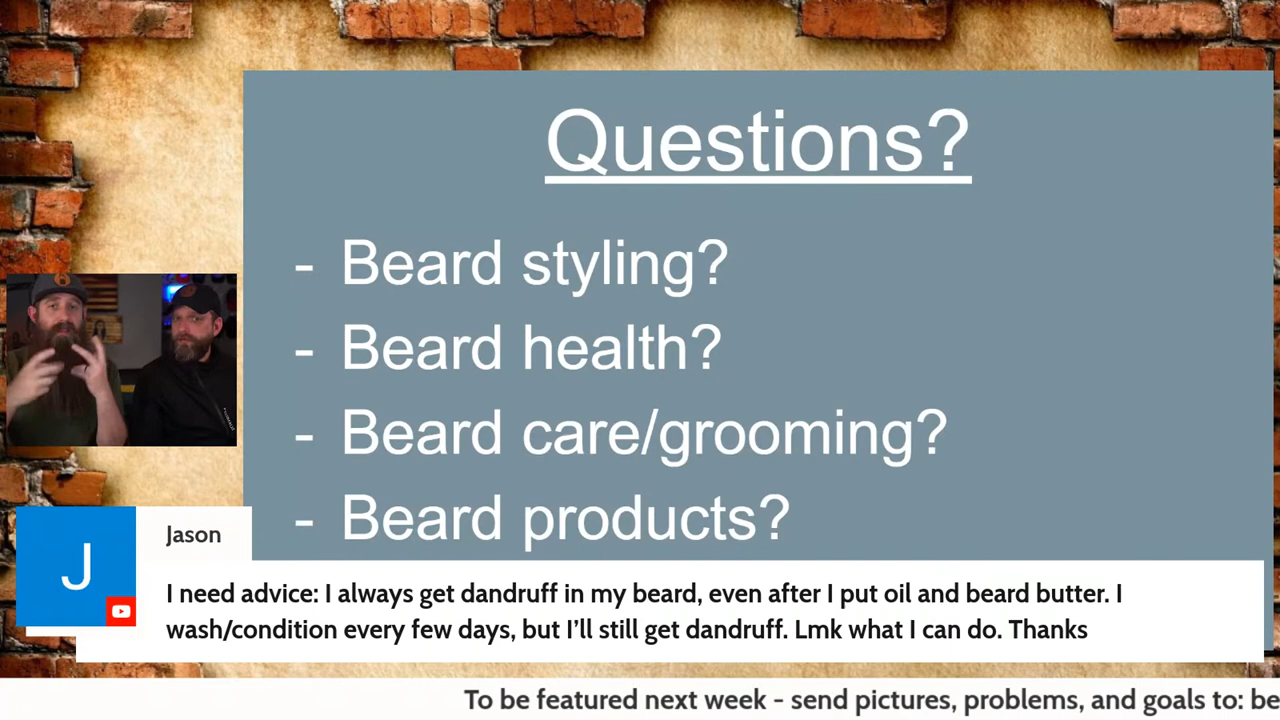 Questions?
- Beard styling?
- Beard health?
- Beard care/grooming?
- Beard products?
J
Jason
I need advice: I always get dandruff in my beard, even after I put oil and beard butter. I
wash/condition every few days, but I'll still get dandruff. Lmk what I can do. Thanks
To be featured next week - send pictures, problems, and goals to: be